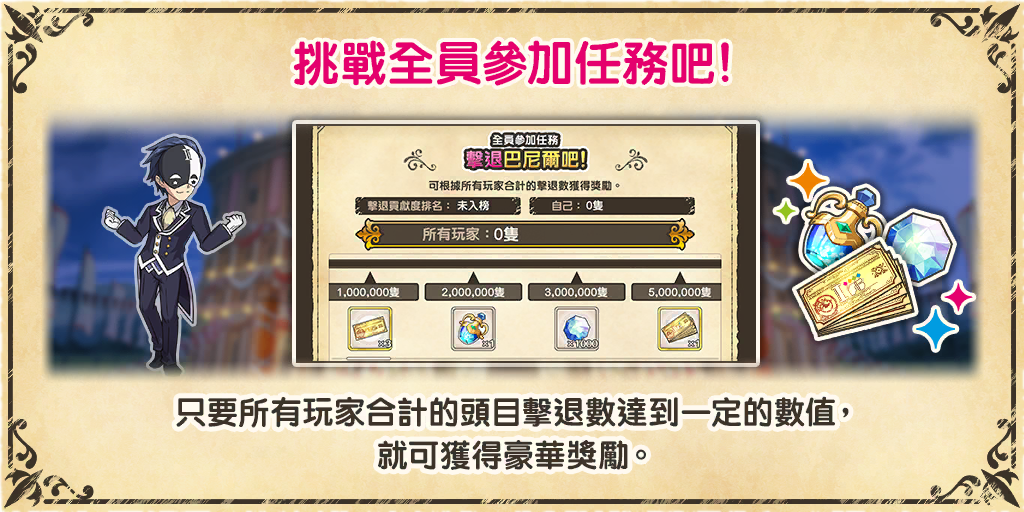 挑戰全員參加任務吧！
全員參加任務
擊退巴尼爾吧！
可根據所有玩家合計的擊退數獲得獎勵。
擊退貢獻度排名： 未入榜
自己： 0隻
所有玩家：0隻
1,000,000隻
2,000,000隻
3,000,000隻
5,000,000隻
×3
×1
×1000
×1
只要所有玩家合計的頭目擊退數達到一定的數值，
就可獲得豪華獎勵。